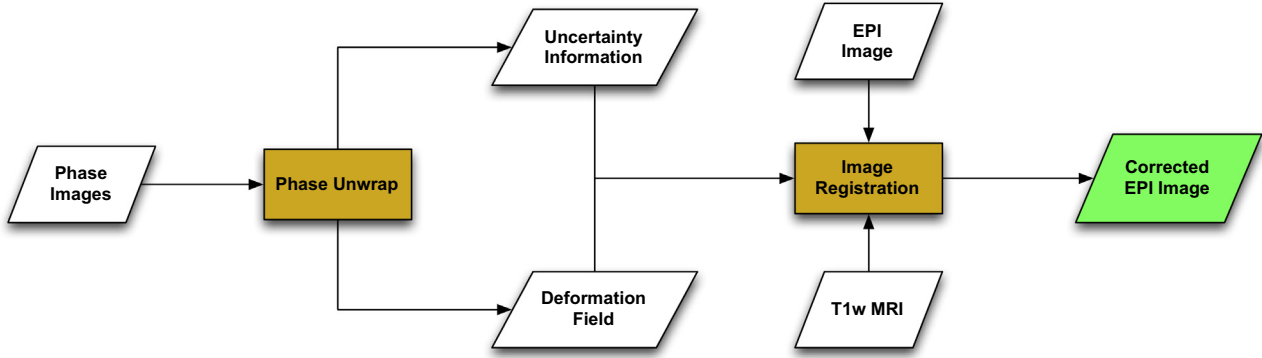 Phase
Images
Phase Unwrap
Uncertainty
Information
Deformation
Field
EPI
Image
Image
Registration
T1w MRI
Corrected
EPI Image